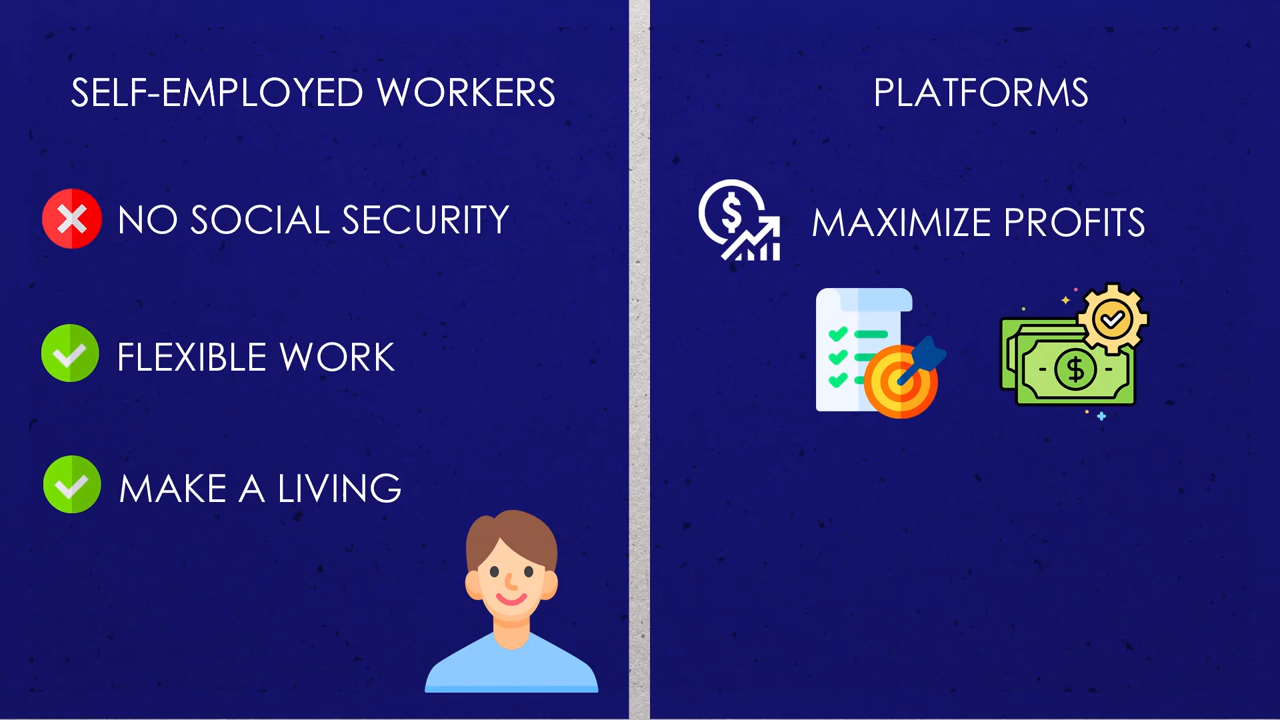 SELF-EMPLOYED WORKERS
NO SOCIAL SECURITY
FLEXIBLE WORK
MAKE A LIVING
PLATFORMS
$
MAXIMIZE PROFITS
$